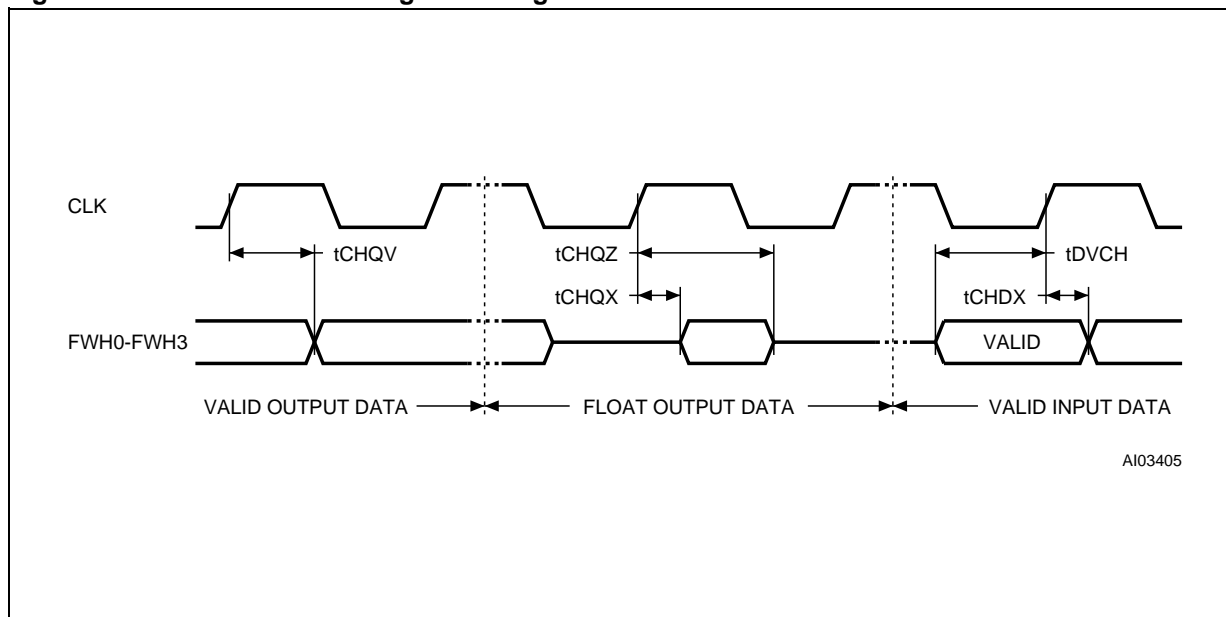 CLK
tCHQV
tCHQZ
tDVCH
tCHQX
tCHDX
FWH0-FWH3
VALID
VALID OUTPUT DATA
FLOAT OUTPUT DATA
VALID INPUT DATA
AI03405